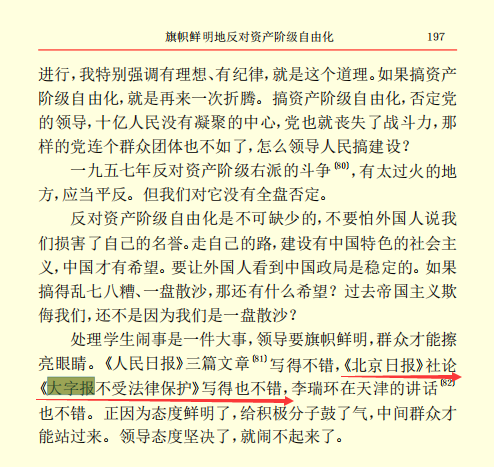 旗帜鲜明地反对资产阶级自由化 197
进行，我特别强调有理想、有纪律，就是这个道理。如果搞资产
阶级自由化，就是再来一次折腾。搞资产阶级自由化，否定党
的领导，十亿人民没有凝聚的中心，党也就丧失了战斗力，那
样的党连个群众团体也不如了，怎么领导人民搞建设？
一九五七年反对资产阶级右派的斗争〔80〕，有太过火的地
方，应当平反。但我们对它没有全盘否定。
反对资产阶级自由化是不可缺少的，不要怕外国人说我
们损害了自己的名誉。走自己的路，建设有中国特色的社会主
义，中国才有希望。要让外国人看到中国政局是稳定的。如果
搞得乱七八糟、一盘散沙，那还有什么希望？过去帝国主义欺
侮我们，还不是因为我们是一盘散沙？
处理学生闹事是一件大事，领导要旗帜鲜明，群众才能擦
亮眼睛。《人民日报》三篇文章〔81〕写得不错，《北京日报》社论
《大字报不受法律保护》写得也不错，李瑞环在天津的讲话〔82〕
也不错。正因为态度鲜明了，给积极分子鼓了气，中间群众才
能站过来。领导态度坚决了，就闹不起来了。